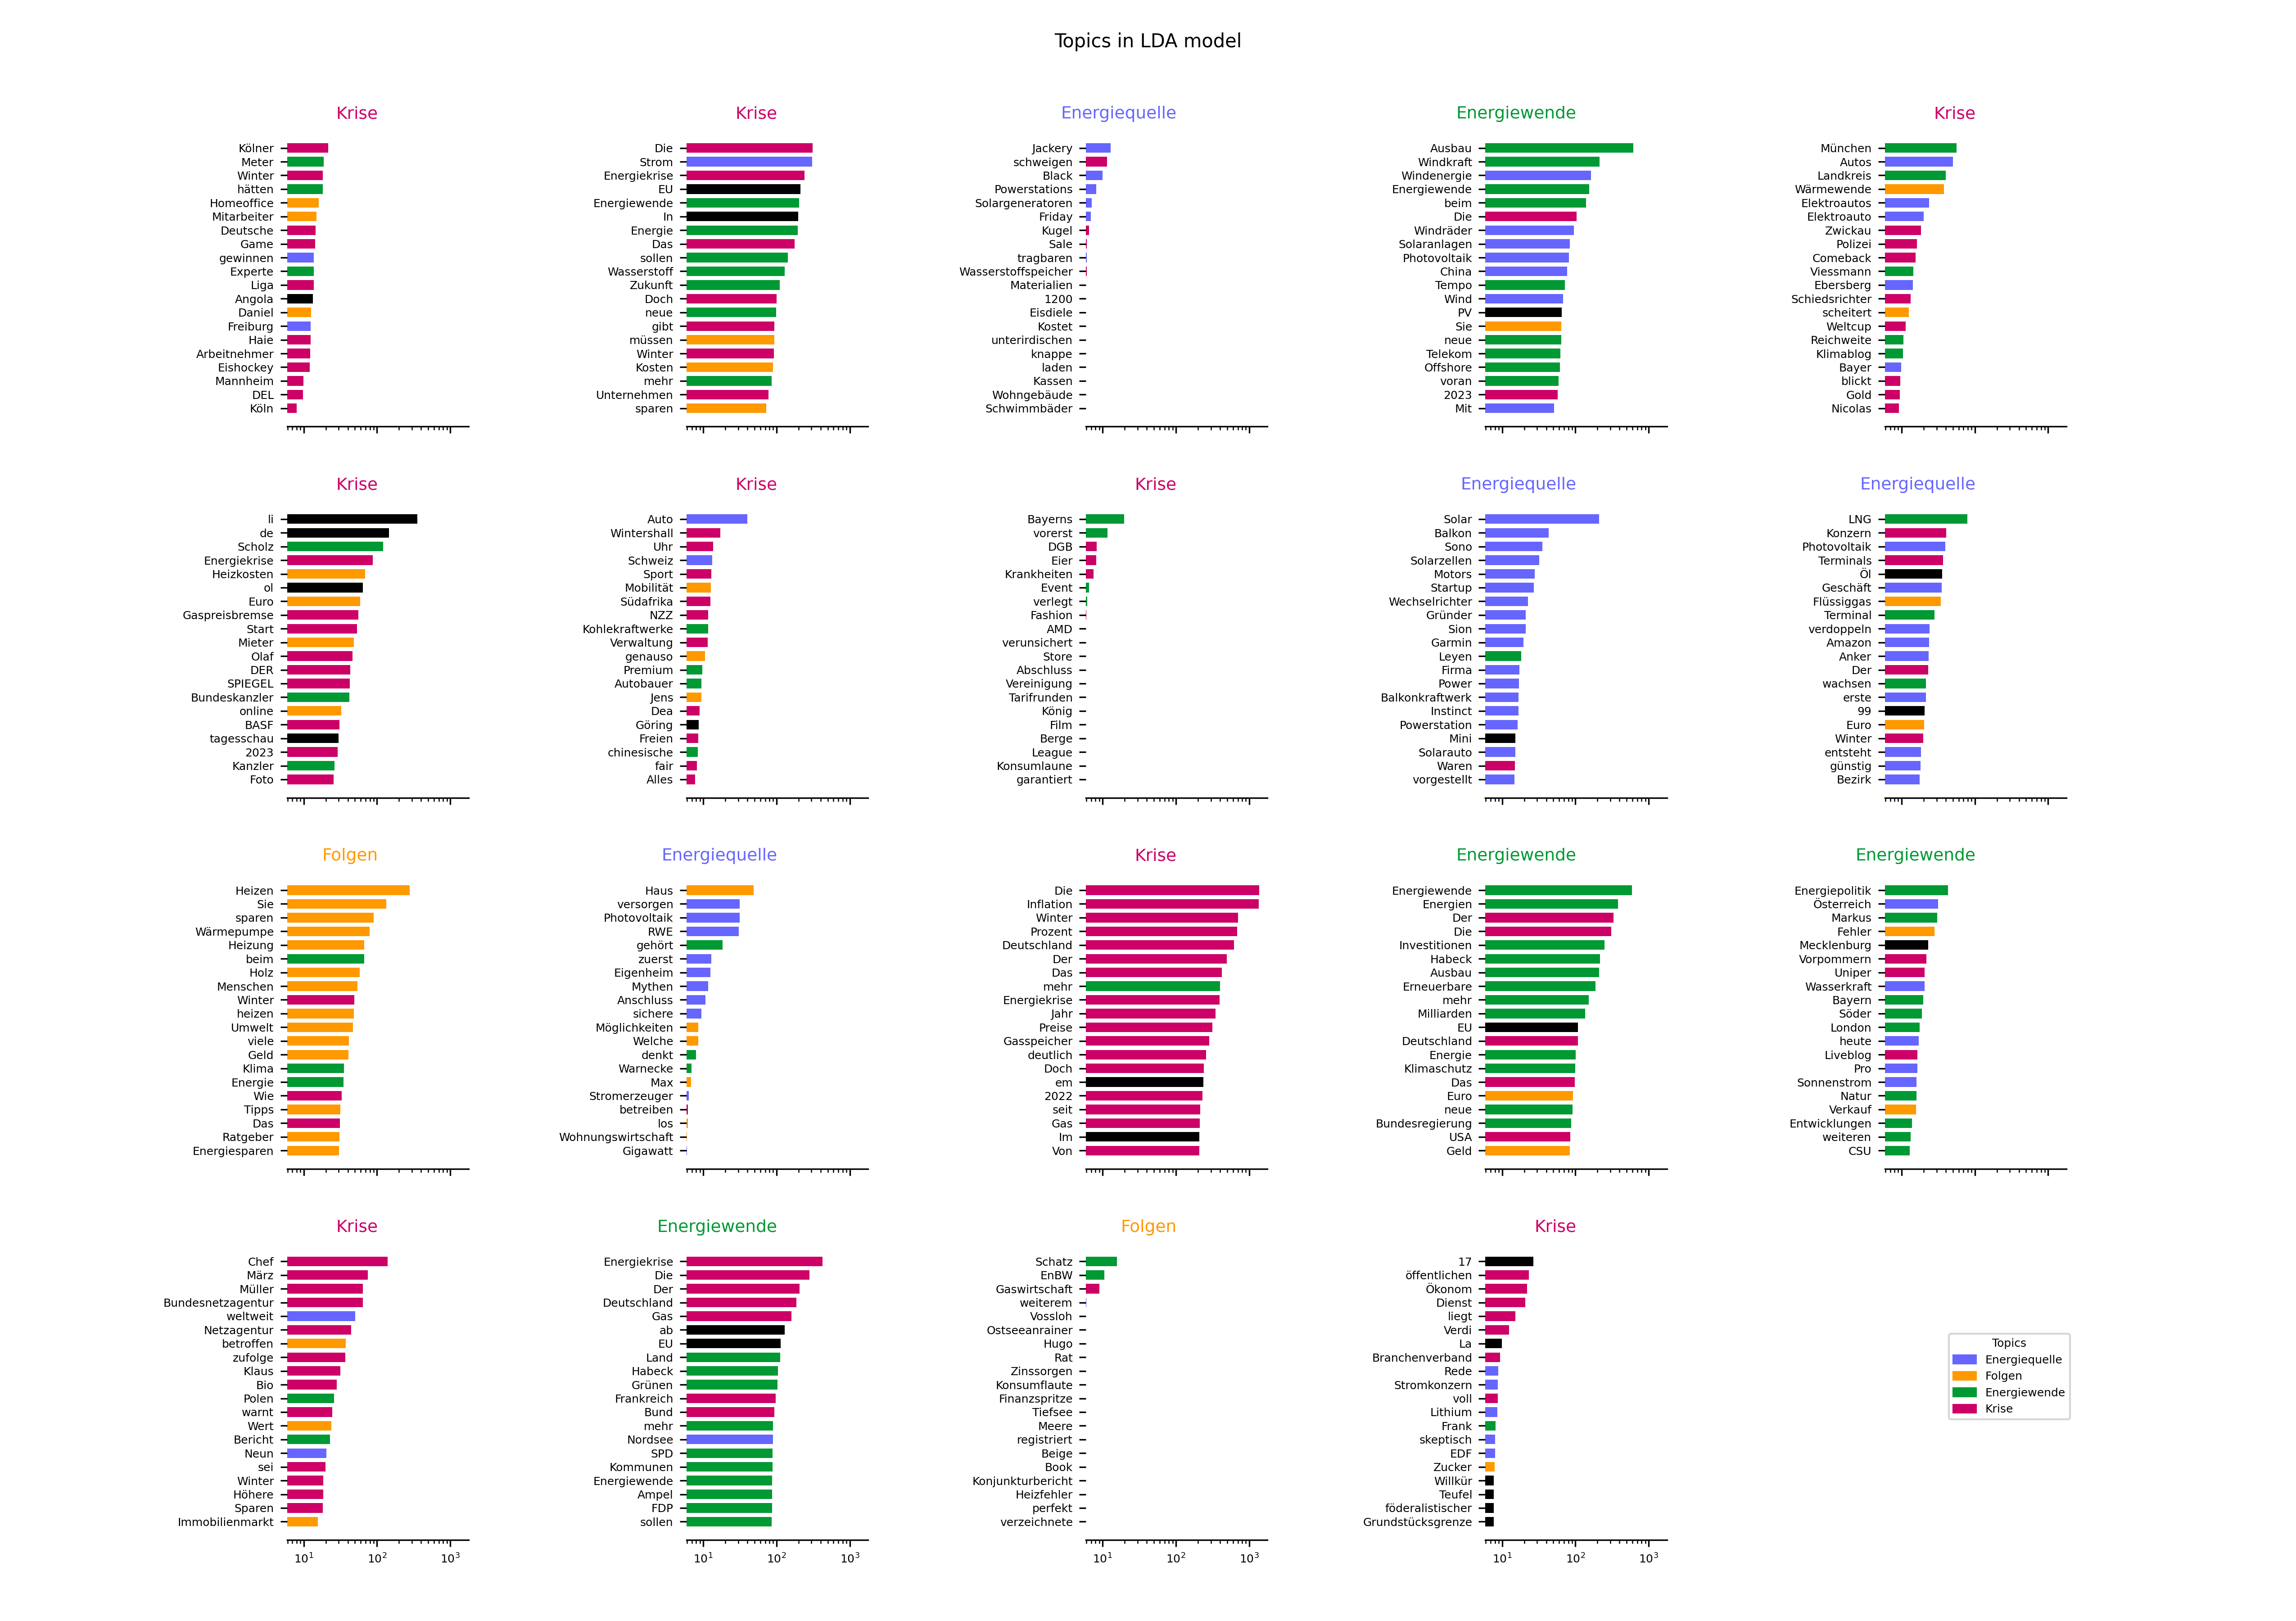 Topics in LDA model
Krise
Kölner
Meter
Winter
hätten
Homeoffice
Mitarbeiter
Deutsche
Game
gewinnen
Experte
Liga
Angola
Daniel
Freiburg
Haie
Arbeitnehmer
Eishockey
Mannheim
DEL
Köln
Krise
Die
Strom
Energiekrise
EU
Energiewende
In
Energie
Das
sollen
Wasserstoff
Zukunft
Doch
neue
gibt
müssen
Winter
Kosten
mehr
Unternehmen
sparen
Energiequelle
Jackery
schweigen
Black
Powerstations
Solargeneratoren
Friday
Kugel
Sale
tragbaren
Wasserstoffspeicher
Materialien
1200
Eisdiele
Kostet
unterirdischen
knappe
laden
Kassen
Wohngebäude
Schwimmbäder
Energiewende
Ausbau
Windkraft
Windenergie
Energiewende
beim
Die
Windräder
Solaranlagen
Photovoltaik
China
Tempo
Wind
PV
Sie
neue
Telekom
Offshore
voran
2023
Mit
Krise
München
Autos
Landkreis
Wärmewende
Elektroautos
Elektroauto
Zwickau
Polizei
Comeback
Viessmann
Ebersberg
Schiedsrichter
scheitert
Weltcup
Reichweite
Klimablog
Bayer
blickt
Gold
Nicolas
Krise
li
de
Scholz
Energiekrise
Heizkosten
ol
Euro
Gaspreisbremse
Start
Mieter
Olaf
DER
SPIEGEL
Bundeskanzler
online
BASF
tagesschau
2023
Kanzler
Foto
Krise
Auto
Wintershall
Uhr
Schweiz
Sport
Mobilität
Südafrika
NZZ
Kohlekraftwerke
Verwaltung
genauso
Premium
Autobauer
Jens
Dea
Göring
Freien
chinesische
fair
Alles
Krise
Bayerns
vorerst
DGB
Eier
Krankheiten
Event
verlegt
Fashion
AMD
verunsichert
Store
Abschluss
Vereinigung
Tarifrunden
König
Film
Berge
League
Konsumlaune
garantiert
Energiequelle
Solar
Balkon
Sono
Solarzellen
Motors
Startup
Wechselrichter
Gründer
Sion
Garmin
Leyen
Firma
Power
Balkonkraftwerk
Instinct
Powerstation
Mini
Solarauto
Waren
vorgestellt
Energiequelle
LNG
Konzern
Photovoltaik
Terminals
Öl
Geschäft
Flüssiggas
Terminal
verdoppeln
Amazon
Anker
Der
wachsen
erste
99
Euro
Winter
entsteht
günstig
Bezirk
Folgen
Heizen
Sie
sparen
Wärmepumpe
Heizung
beim
Holz
Menschen
Winter
heizen
Umwelt
viele
Geld
Klima
Energie
Wie
Tipps
Das
Ratgeber
Energiesparen
Energiequelle
Haus
versorgen
Photovoltaik
RWE
gehört
zuerst
Eigenheim
Mythen
Anschluss
sichere
Möglichkeiten
Welche
denkt
Warnecke
Max
Stromerzeuger
betreiben
los
Wohnungswirtschaft
Gigawatt
Krise
Die
Inflation
Winter
Prozent
Deutschland
Der
Das
mehr
Energiekrise
Jahr
Preise
Gasspeicher
deutlich
Doch
em
2022
seit
Gas
Im
Von
Energiewende
Energiewende
Energien
Der
Die
Investitionen
Habeck
Ausbau
Erneuerbare
mehr
Milliarden
EU
Deutschland
Energie
Klimaschutz
Das
Euro
neue
Bundesregierung
USA
Geld
Energiewende
Energiepolitik
Österreich
Markus
Fehler
Mecklenburg
Vorpommern
Uniper
Wasserkraft
Bayern
Söder
London
heute
Liveblog
Pro
Sonnenstrom
Natur
Verkauf
Entwicklungen
weiteren
CSU
Krise
Chef
März
Müller
Bundesnetzagentur
weltweit
Netzagentur
betroffen
zufolge
Klaus
Bio
Polen
warnt
Wert
Bericht
Neun
sei
Winter
Höhere
Sparen
Immobilienmarkt
10¹ 10² 10³
Energiewende
Energiekrise
Die
Der
Deutschland
Gas
ab
EU
Land
Habeck
Grünen
Frankreich
Bund
mehr
Nordsee
SPD
Kommunen
Energiewende
Ampel
FDP
sollen
10¹ 10² 10³
Folgen
Schatz
EnBW
Gaswirtschaft
weiterem
Vossloh
Ostseeanrainer
Hugo
Rat
Zinssorgen
Konsumflaute
Finanzspritze
Tiefsee
Meere
registriert
Beige
Book
Konjunkturbericht
Heizfehler
perfekt
verzeichnete
10¹ 10² 10³
Krise
17
öffentlichen
Ökonom
Dienst
liegt
Verdi
La
Branchenverband
Rede
Stromkonzern
voll
Lithium
Frank
skeptisch
EDF
Zucker
Willkür
Teufel
föderalistischer
Grundstücksgrenze
10¹ 10² 10³
Topics
Energiequelle
Folgen
Energiewende
Krise